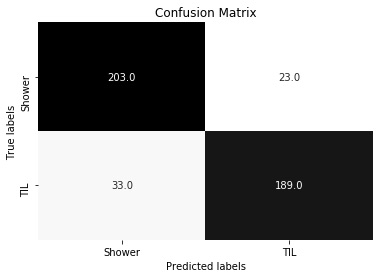 Confusion Matrix
True labels
Shower
203.0
23.0
TIL
33.0
189.0
Shower
TIL
Predicted labels